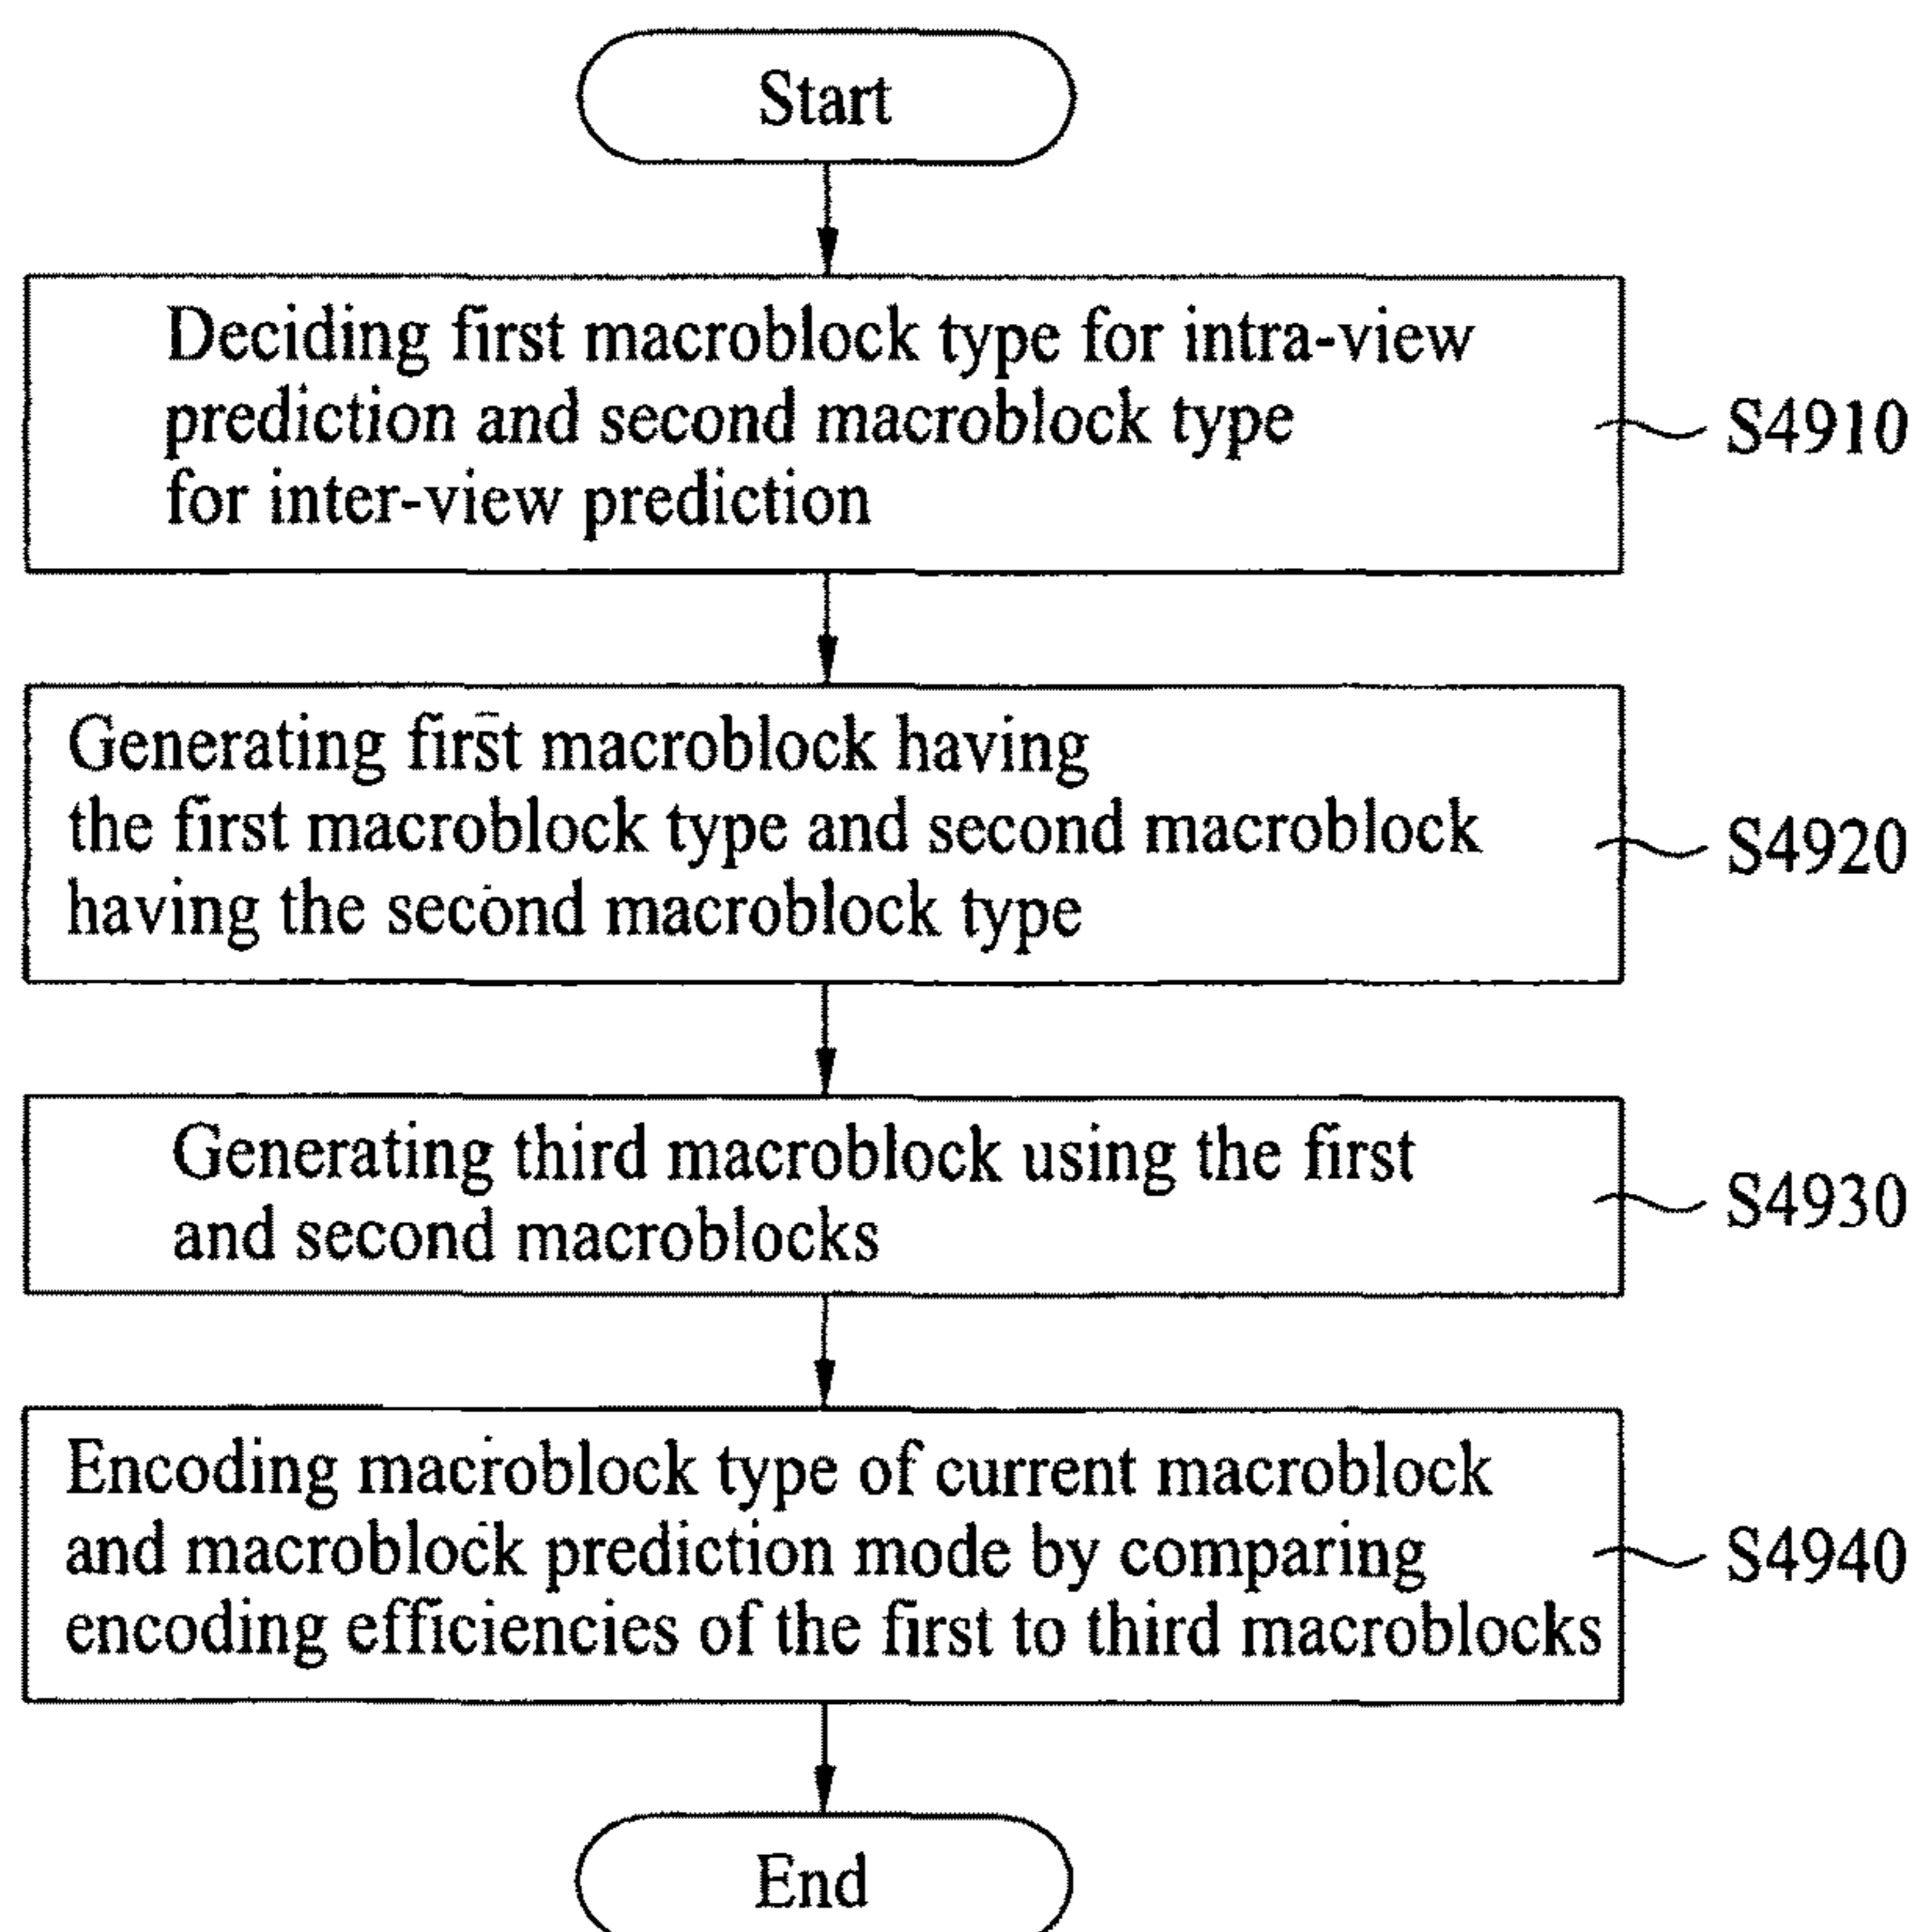 Start
Deciding first macroblock type for intra-view
prediction and second macroblock type
for inter-view prediction
S4910
Generating first macroblock having
the first macroblock type and second macroblock
having the second macroblock type
S4920
Generating third macroblock using the first
and second macroblocks
S4930
Encoding macroblock type of current macroblock
and macroblock prediction mode by comparing
encoding efficiencies of the first to third macroblocks
S4940
End